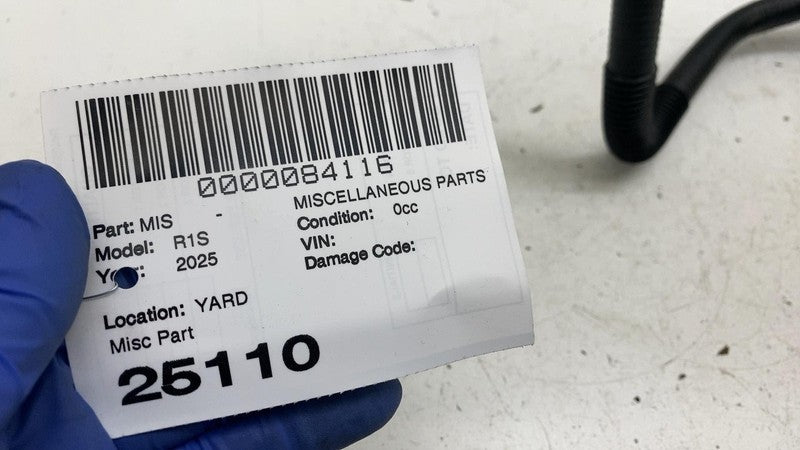 0000084116
MISCELLANEOUS PARTS
Part: MIS -
Condition: 0cc
Model: R1S
VIN:
2025
Damage Code:
Location: YARD
Misc Part
25110